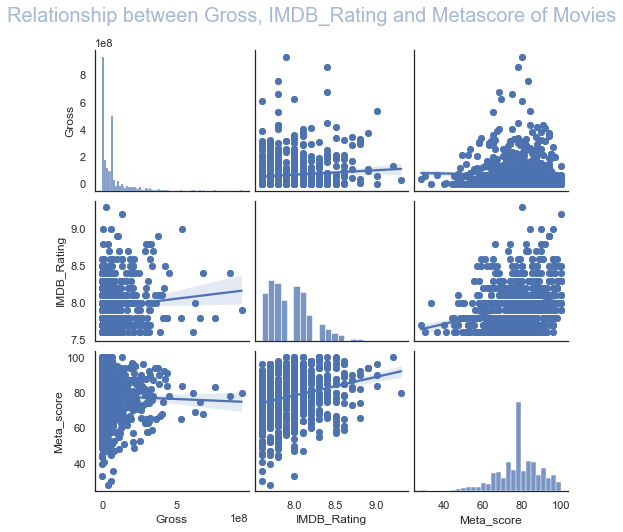 Relationship between Gross, IMDB_Rating and Metascore of Movies
1e8
8
6
4
2
0
Gross
9.0
8.5
8.0
7.5
IMDB_Rating
100
80
60
40
Meta_score
0 5
1e8
Gross
8.0 8.5 9.0
IMDB_Rating
40 60 80 100
Meta_score